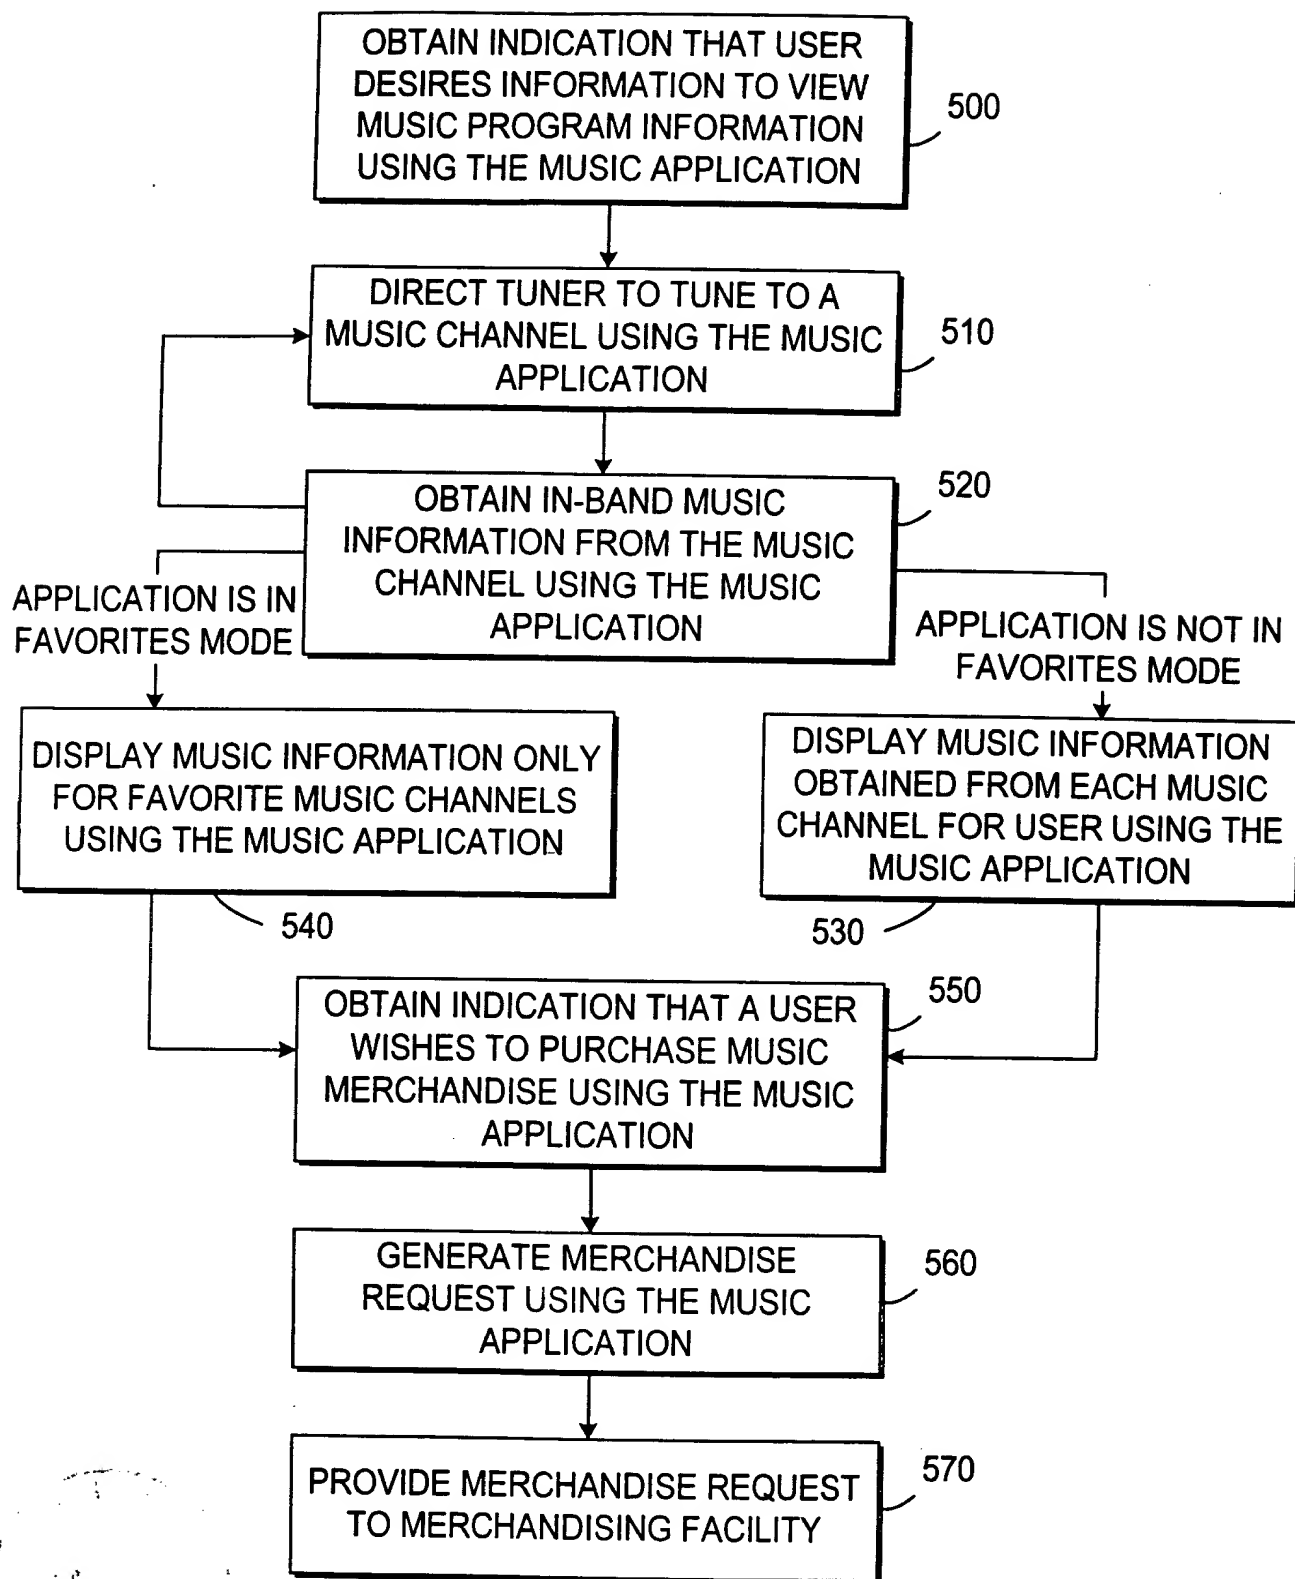 OBTAIN INDICATION THAT USER
DESIRES INFORMATION TO VIEW
MUSIC PROGRAM INFORMATION
USING THE MUSIC APPLICATION
500
DIRECT TUNER TO TUNE TO A
MUSIC CHANNEL USING THE MUSIC
APPLICATION
510
OBTAIN IN-BAND MUSIC
INFORMATION FROM THE MUSIC
CHANNEL USING THE MUSIC
APPLICATION
520
APPLICATION IS IN
FAVORITES MODE
APPLICATION IS NOT IN
FAVORITES MODE
DISPLAY MUSIC INFORMATION ONLY
FOR FAVORITE MUSIC CHANNELS
USING THE MUSIC APPLICATION
540
DISPLAY MUSIC INFORMATION
OBTAINED FROM EACH MUSIC
CHANNEL FOR USER USING THE
MUSIC APPLICATION
530
OBTAIN INDICATION THAT A USER
WISHES TO PURCHASE MUSIC
MERCHANDISE USING THE MUSIC
APPLICATION
550
GENERATE MERCHANDISE
REQUEST USING THE MUSIC
APPLICATION
560
PROVIDE MERCHANDISE REQUEST
TO MERCHANDISING FACILITY
570